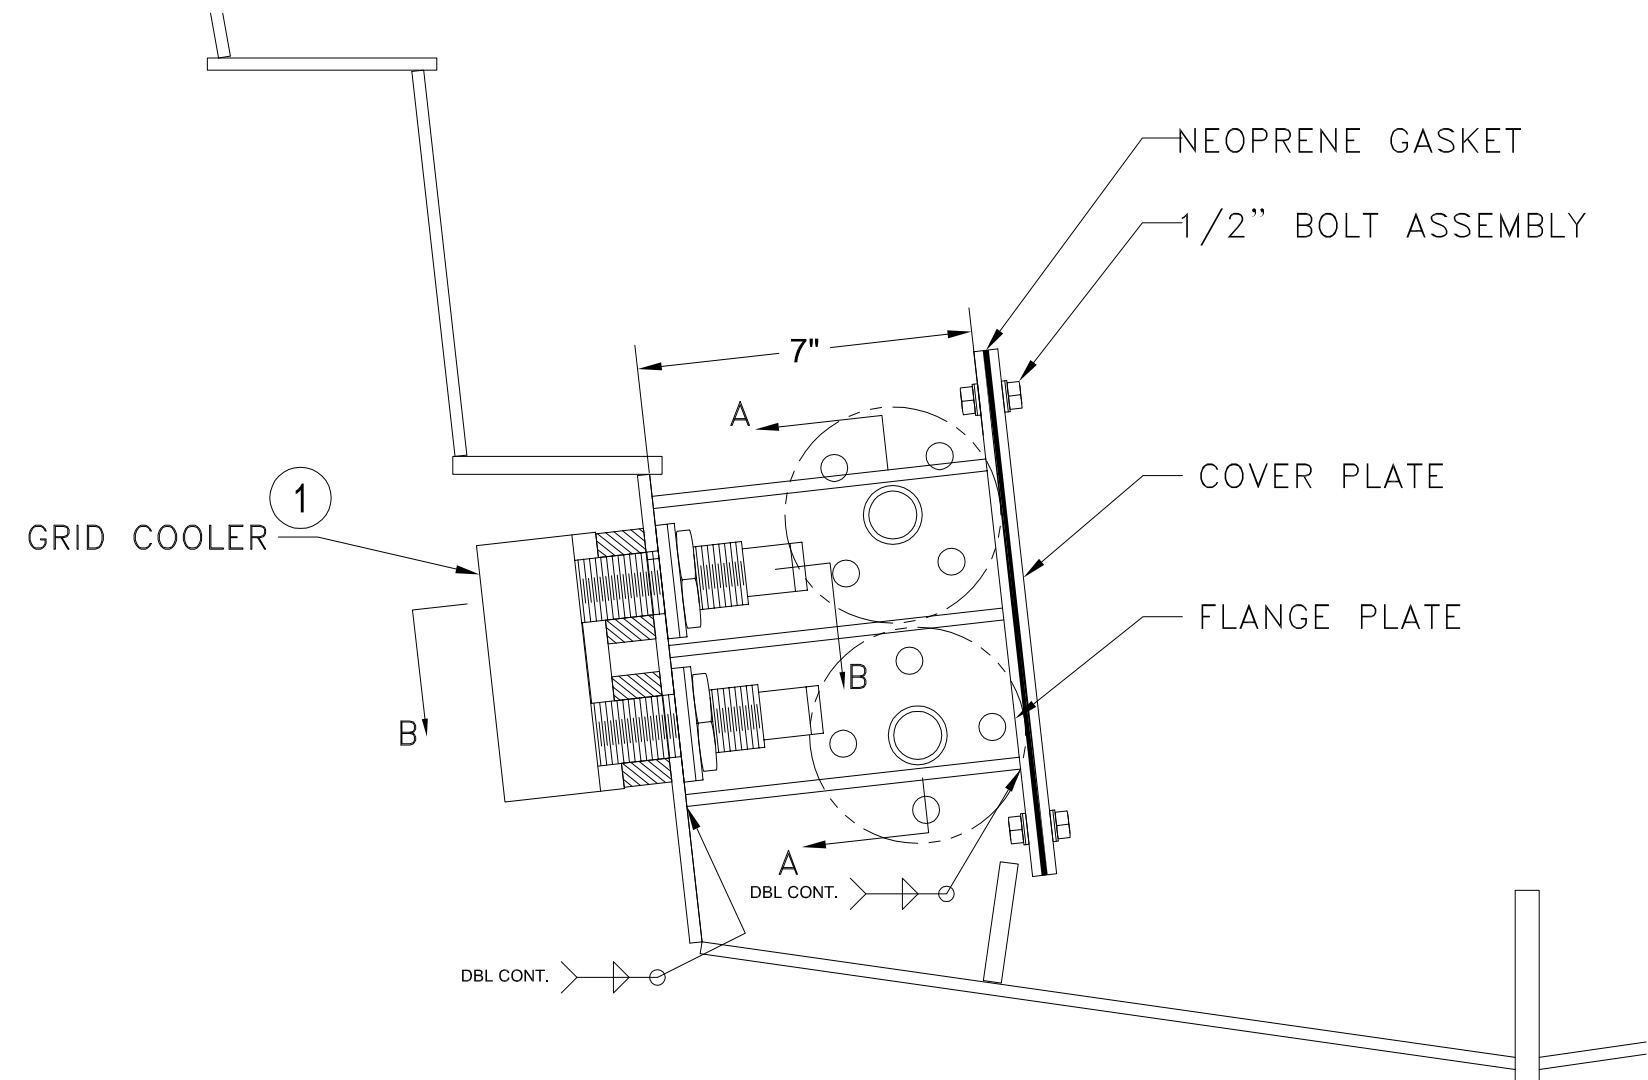 NEOPRENE GASKET
1/2” BOLT ASSEMBLY
7"
A
COVER PLATE
1
GRID COOLER
FLANGE PLATE
B
B
A
DBL CONT.
DBL CONT.